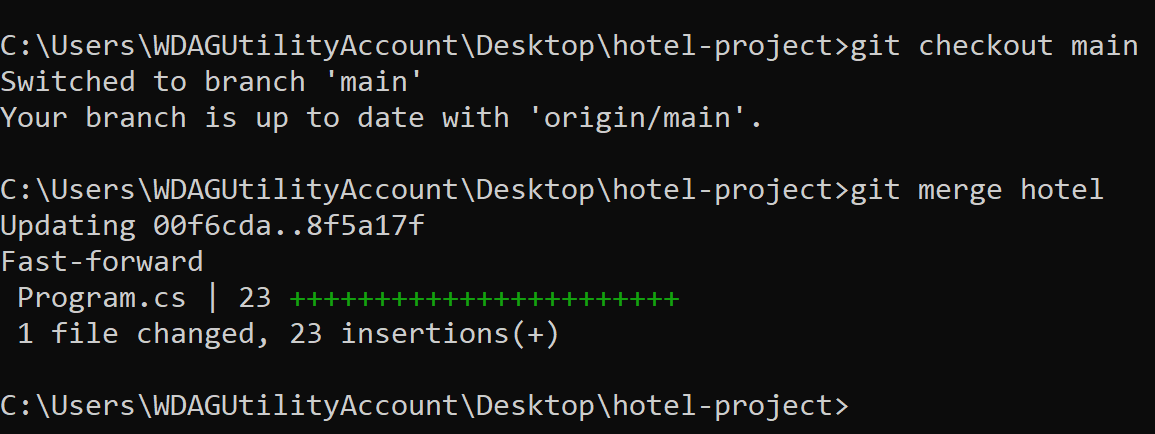 C:\Users\WDAGUtilityAccount\Desktop\hotel-project>git checkout main
Switched to branch 'main'
Your branch is up to date with 'origin/main'.
C:\Users\WDAGUtilityAccount\Desktop\hotel-project>git merge hotel
Updating 00f6cda..8f5a17f
Fast-forward
 Program.cs | 23 +++++++++++++++++++++++
 1 file changed, 23 insertions(+)
C:\Users\WDAGUtilityAccount\Desktop\hotel-project>